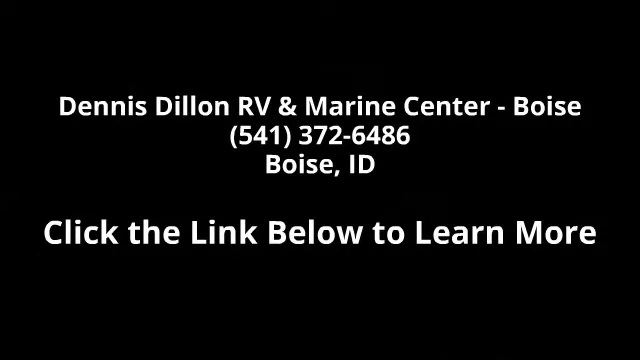 Dennis Dillon RV & Marine Center - Boise
(541) 372-6486
Boise, ID
Click the Link Below to Learn More